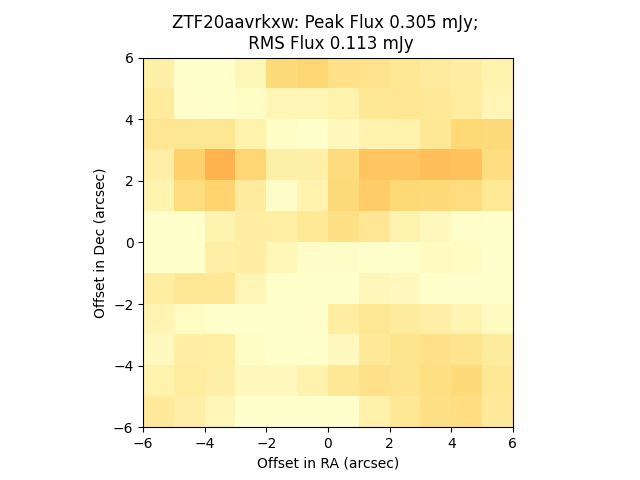 ZTF20aavrkxw: Peak Flux 0.305 mJy;
RMS Flux 0.113 mJy
6
4
2
0
−2
−4
−6
Offset in Dec (arcsec)
−6 −4 −2 0 2 4 6
Offset in RA (arcsec)